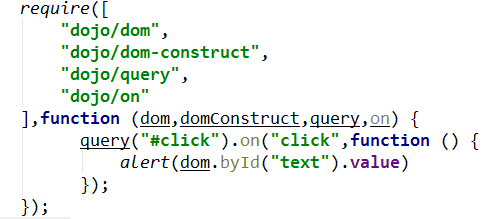 require([
    "dojo/dom",
    "dojo/dom-construct",
    "dojo/query",
    "dojo/on"
],function (dom,domConstruct,query,on) {
      query("#click").on("click",function () {
          alert(dom.byId("text").value)
      });
});